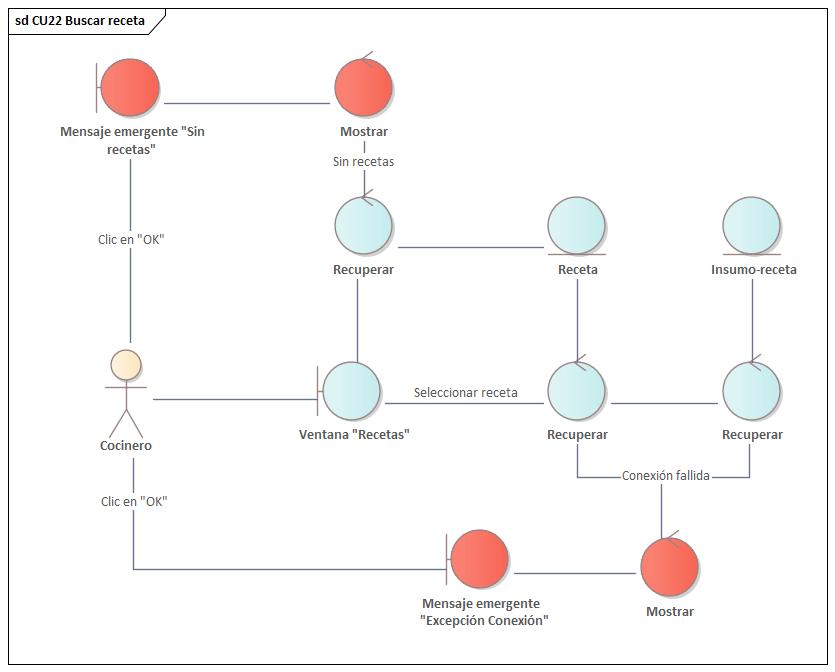 sd CU22 Buscar receta
Mensaje emergente "Sin
recetas"
Mostrar
Sin recetas
Clic en "OK"
Recuperar
Receta
Insumo-receta
Cocinero
Ventana "Recetas"
Seleccionar receta
Recuperar
Recuperar
Conexión fallida
Clic en "OK"
Mensaje emergente
"Excepción Conexión"
Mostrar